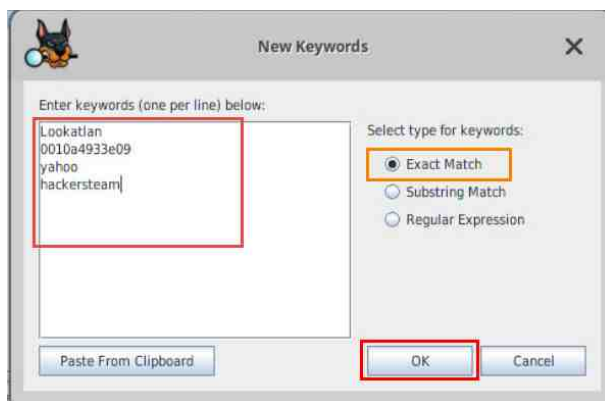 New Keywords
Enter keywords (one per line) below:
Lookatlan
0010a4933e09
yahoo
hackersteam
Select type for keywords:
Exact Match
Substring Match
Regular Expression
Paste From Clipboard
OK
Cancel